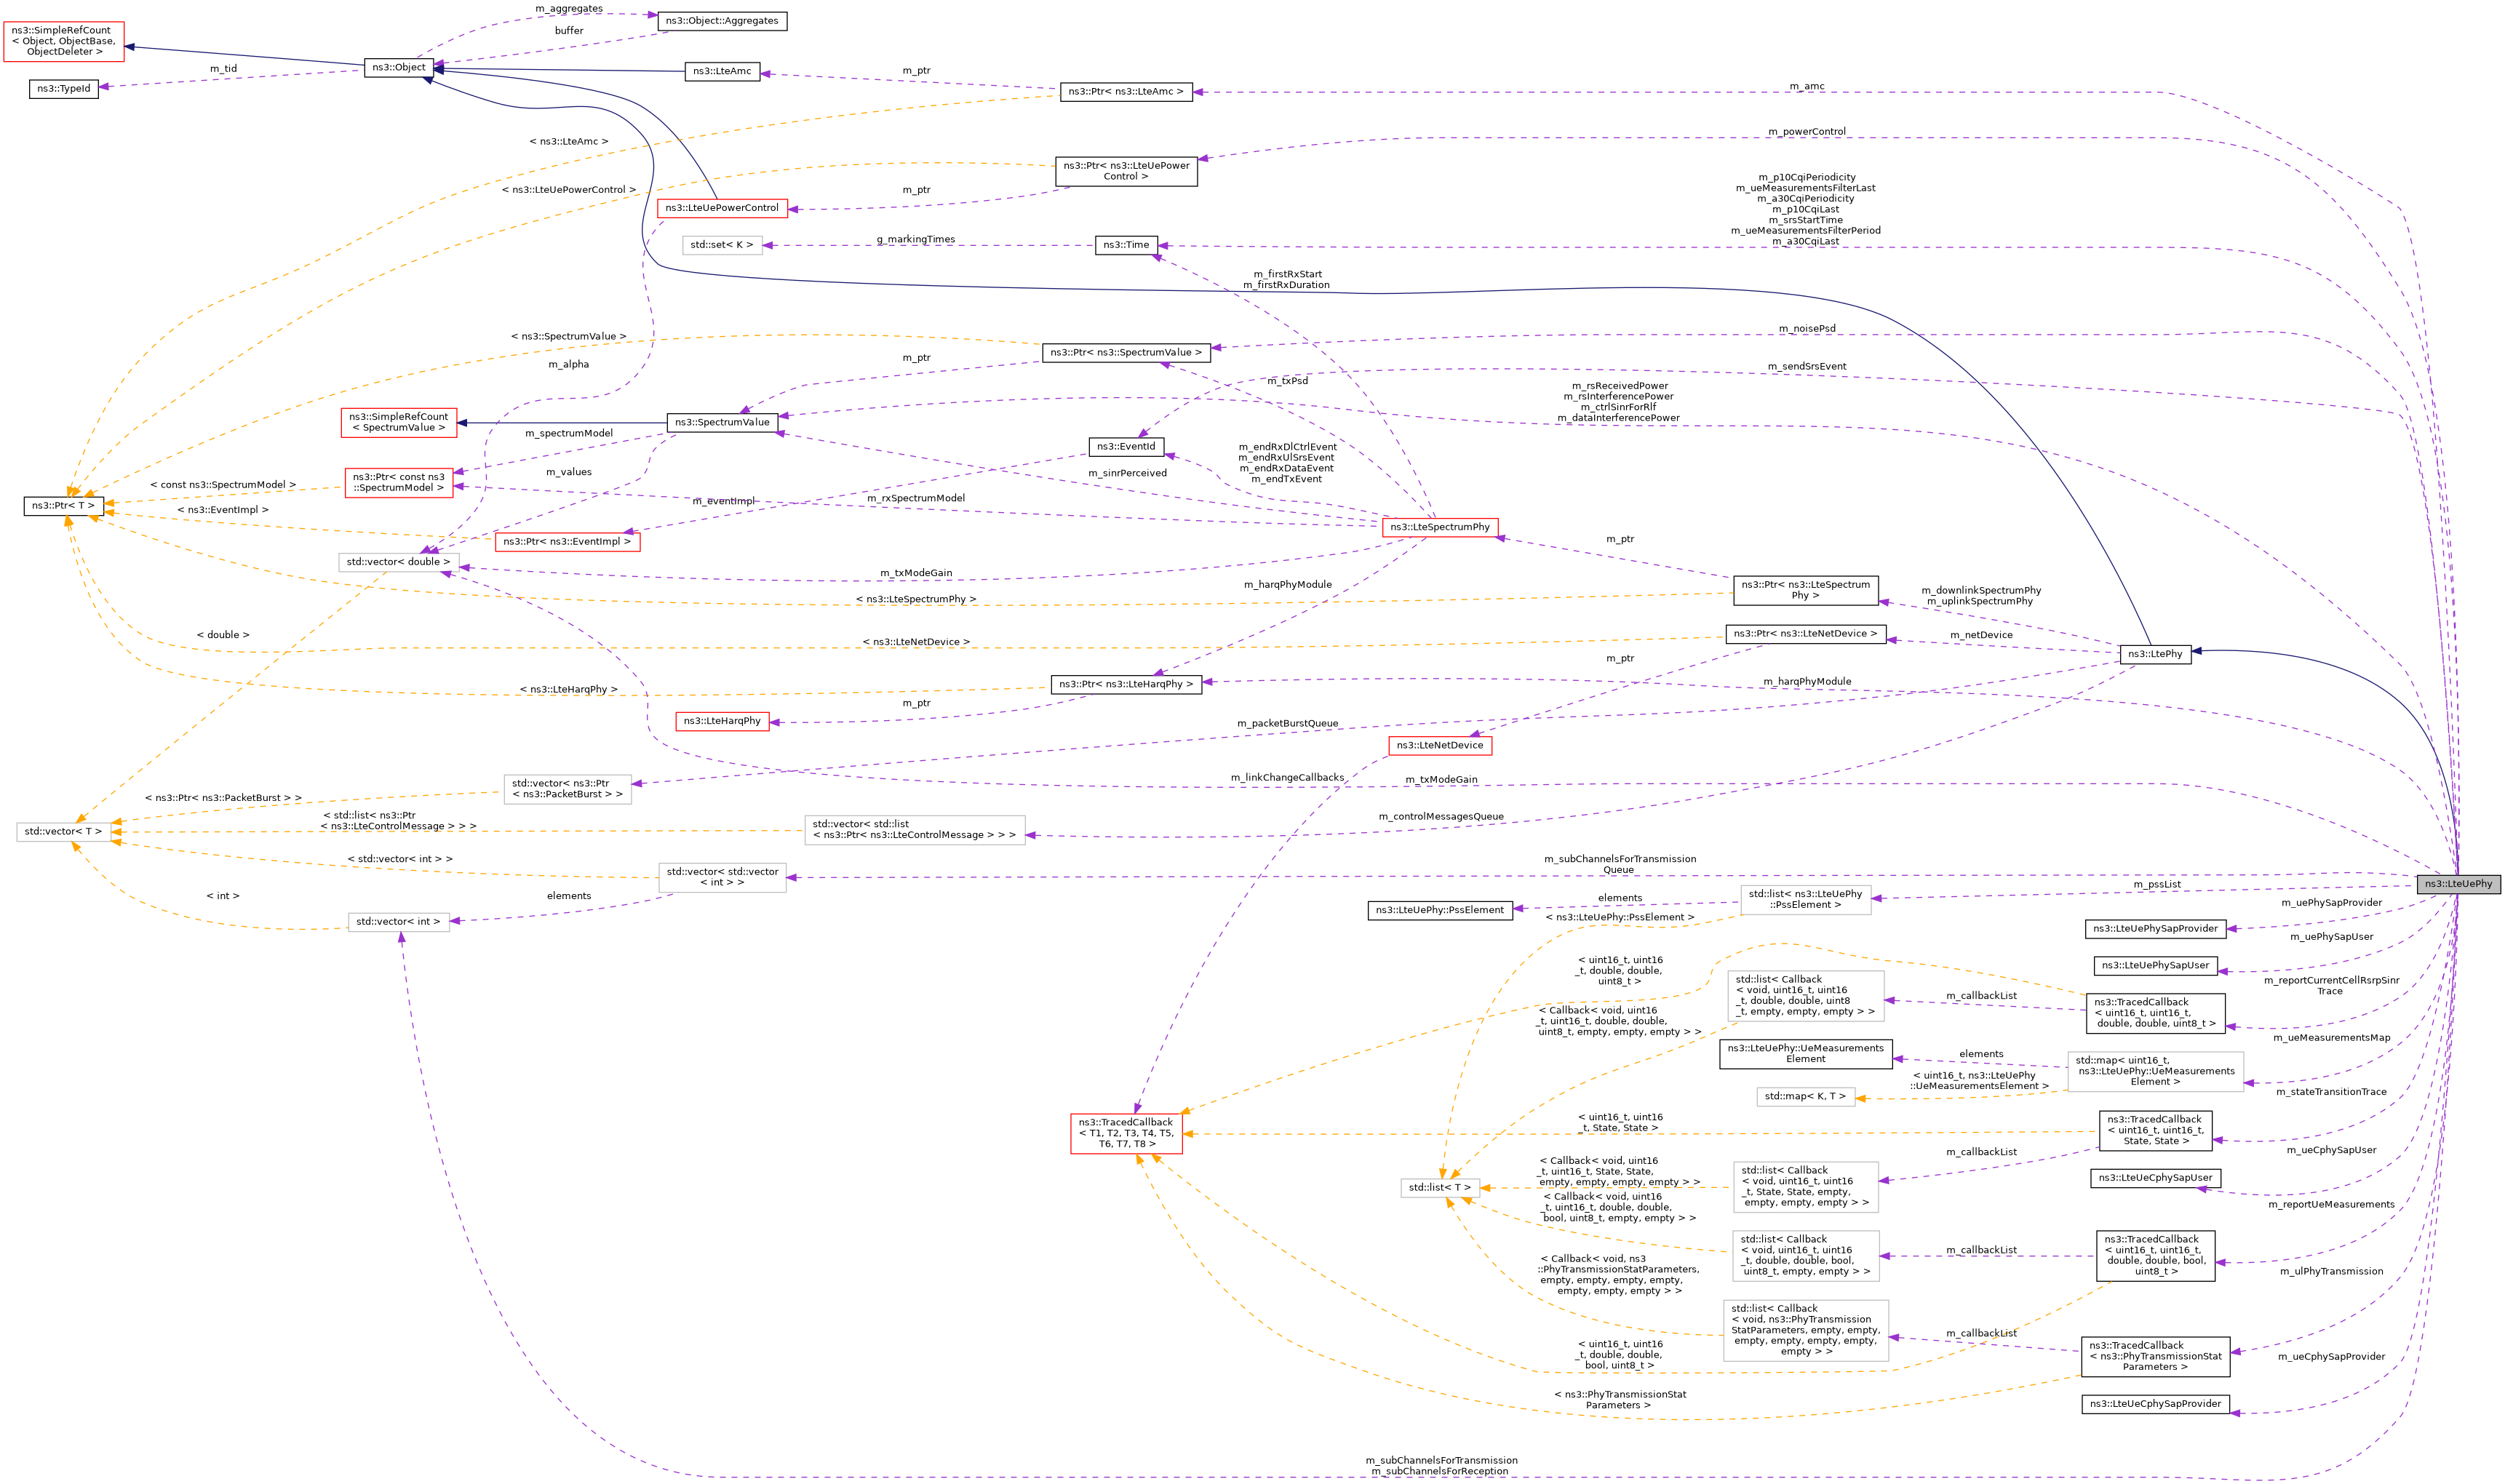 m_aggregates
ns3::Object::Aggregates
ns3::SimpleRefCount
< Object, ObjectBase,
ObjectDeleter >
buffer
ns3::Object
m_tid
ns3::LteAmc
m_ptr
ns3::TypeId
ns3::Ptr< ns3::LteAmc >
m_amc
m_powerControl
< ns3::LteAmc >
ns3::Ptr< ns3::LteUePower
Control >
< ns3::LteUePowerControl >
m_ptr
ns3::LteUePowerControl
m_p10CqiPeriodicity
m_ueMeasurementsFilterLast
m_a30CqiPeriodicity
m_p10CqiLast
m_srsStartTime
m_ueMeasurementsFilterPeriod
m_a30CqiLast
std::set< K >
g_markingTimes
ns3::Time
m_firstRxStart
m_firstRxDuration
< ns3::SpectrumValue >
m_noisePsd
ns3::Ptr< ns3::SpectrumValue >
m_ptr
m_alpha
m_sendSrsEvent
m_txPsd
m_rsReceivedPower
m_rsInterferencePower
m_ctrlSinrForRlf
m_dataInterferencePower
ns3::SimpleRefCount
< SpectrumValue >
ns3::SpectrumValue
m_spectrumModel
ns3::EventId
m_endRxDlCtrlEvent
m_endRxUlSrsEvent
m_endRxDataEvent
m_endTxEvent
m_values
m_sinrPerceived
ns3::Ptr< const ns3
::SpectrumModel >
< const ns3::SpectrumModel >
m_eventImpl
m_rxSpectrumModel
ns3::Ptr< T >
< ns3::EventImpl >
ns3::LteSpectrumPhy
ns3::Ptr< ns3::EventImpl >
m_ptr
std::vector< double >
m_txModeGain
m_harqPhyModule
ns3::Ptr< ns3::LteSpectrum
Phy >
m_downlinkSpectrumPhy
m_uplinkSpectrumPhy
< ns3::LteSpectrumPhy >
< double >
< ns3::LteNetDevice >
ns3::Ptr< ns3::LteNetDevice >
m_netDevice
ns3::LtePhy
m_ptr
< ns3::LteHarqPhy >
ns3::Ptr< ns3::LteHarqPhy >
m_harqPhyModule
m_ptr
ns3::LteHarqPhy
m_packetBurstQueue
ns3::LteNetDevice
m_linkChangeCallbacks
m_txModeGain
std::vector< ns3::Ptr
< ns3::PacketBurst > >
< ns3::Ptr< ns3::PacketBurst > >
std::vector< T >
< std::list< ns3::Ptr
< ns3::LteControlMessage > > >
std::vector< std::list
< ns3::Ptr< ns3::LteControlMessage > > >
m_controlMessagesQueue
< std::vector< int > >
std::vector< std::vector
< int > >
m_subChannelsForTransmission
Queue
ns3::LteUePhy
< int >
elements
std::vector< int >
ns3::LteUePhy::PssElement
elements
std::list< ns3::LteUePhy
::PssElement >
m_pssList
< ns3::LteUePhy::PssElement >
m_uePhySapProvider
ns3::LteUePhySapProvider
m_uePhySapUser
ns3::LteUePhySapUser
< uint16_t, uint16
_t, double, double,
uint8_t >
std::list< Callback
< void, uint16_t, uint16
_t, double, double, uint8
_t, empty, empty, empty > >
m_callbackList
ns3::TracedCallback
< uint16_t, uint16_t,
double, double, uint8_t >
m_reportCurrentCellRsrpSinr
Trace
< Callback< void, uint16
_t, uint16_t, double, double,
uint8_t, empty, empty, empty > >
m_ueMeasurementsMap
ns3::LteUePhy::UeMeasurements
Element
elements
std::map< uint16_t,
ns3::LteUePhy::UeMeasurements
Element >
< uint16_t, ns3::LteUePhy
::UeMeasurementsElement >
std::map< K, T >
m_stateTransitionTrace
ns3::TracedCallback
< T1, T2, T3, T4, T5,
T6, T7, T8 >
< uint16_t, uint16
_t, State, State >
ns3::TracedCallback
< uint16_t, uint16_t,
State, State >
m_callbackList
m_ueCphySapUser
< Callback< void, uint16
_t, uint16_t, State, State,
empty, empty, empty, empty > >
std::list< Callback
< void, uint16_t, uint16
_t, State, State, empty,
empty, empty, empty > >
ns3::LteUeCphySapUser
std::list< T >
< Callback< void, uint16
_t, uint16_t, double, double,
bool, uint8_t, empty, empty > >
m_reportUeMeasurements
std::list< Callback
< void, uint16_t, uint16
_t, double, double, bool,
uint8_t, empty, empty > >
m_callbackList
ns3::TracedCallback
< uint16_t, uint16_t,
double, double, bool,
uint8_t >
< Callback< void, ns3
::PhyTransmissionStatParameters,
empty, empty, empty, empty,
empty, empty, empty > >
m_ulPhyTransmission
std::list< Callback
< void, ns3::PhyTransmission
StatParameters, empty, empty,
empty, empty, empty, empty,
empty > >
m_callbackList
ns3::TracedCallback
< ns3::PhyTransmissionStat
Parameters >
< uint16_t, uint16
_t, double, double,
bool, uint8_t >
m_ueCphySapProvider
< ns3::PhyTransmissionStat
Parameters >
ns3::LteUeCphySapProvider
m_subChannelsForTransmission
m_subChannelsForReception